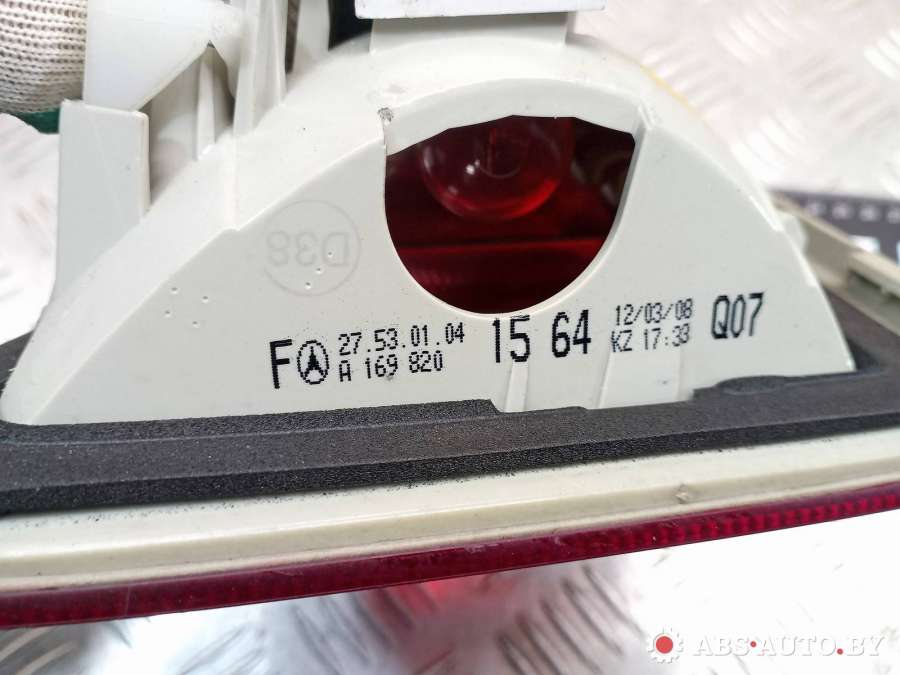 D38
F 27.53.01.04 15 64 12/03/08 Q07
A 169 820 KZ 17:33
ABS-AUTO.BY